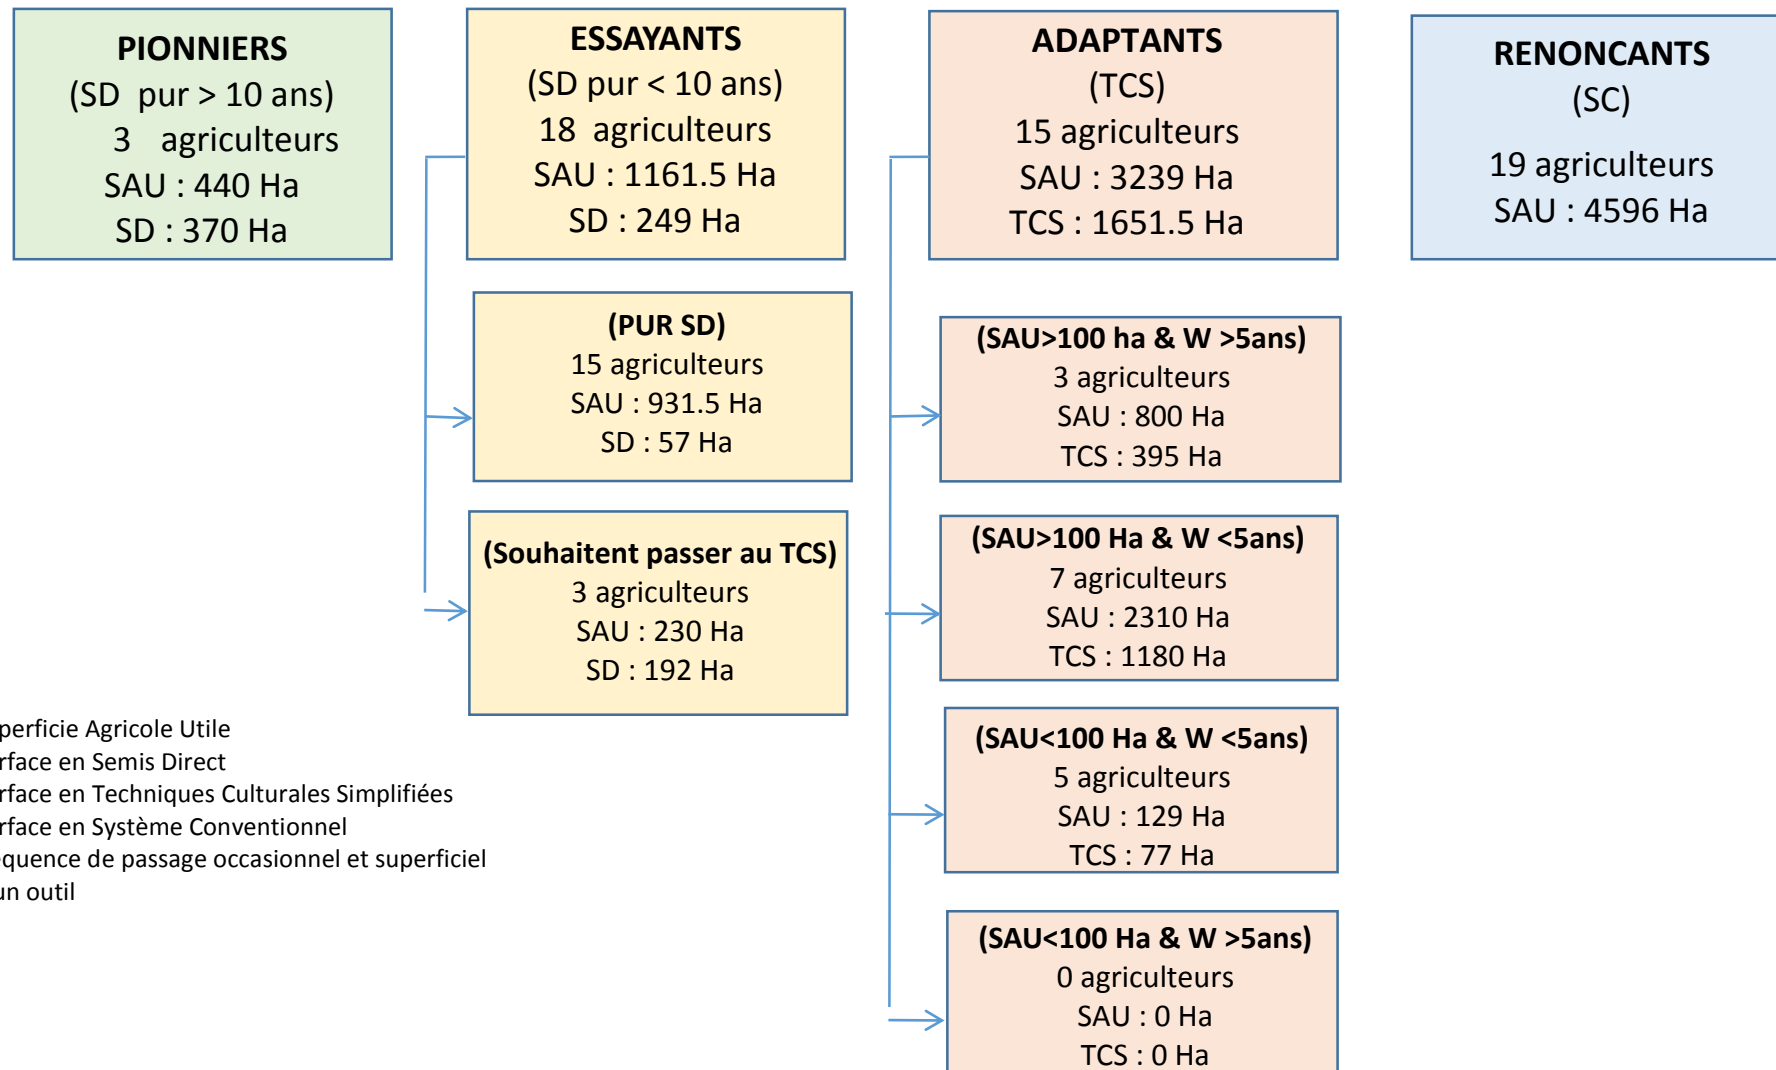 PIONNIERS
(SD pur > 10 ans)
3 agriculteurs
SAU : 440 Ha
SD : 370 Ha
ESSAYANTS
(SD pur < 10 ans)
18 agriculteurs
SAU : 1161.5 Ha
SD : 249 Ha
ADAPTANTS
(TCS)
15 agriculteurs
SAU : 3239 Ha
TCS : 1651.5 Ha
RENONCANTS
(SC)
19 agriculteurs
SAU : 4596 Ha
(PUR SD)
15 agriculteurs
SAU : 931.5 Ha
SD : 57 Ha
(Souhaitent passer au TCS)
3 agriculteurs
SAU : 230 Ha
SD : 192 Ha
(SAU>100 ha & W >5ans)
3 agriculteurs
SAU : 800 Ha
TCS : 395 Ha
(SAU>100 Ha & W <5ans)
7 agriculteurs
SAU : 2310 Ha
TCS : 1180 Ha
(SAU<100 Ha & W <5ans)
5 agriculteurs
SAU : 129 Ha
TCS : 77 Ha
(SAU<100 Ha & W >5ans)
0 agriculteurs
SAU : 0 Ha
TCS : 0 Ha
perficie Agricole Utile
rface en Semis Direct
rface en Techniques Culturales Simplifiées
rface en Système Conventionnel
quence de passage occasionnel et superficiel
un outil